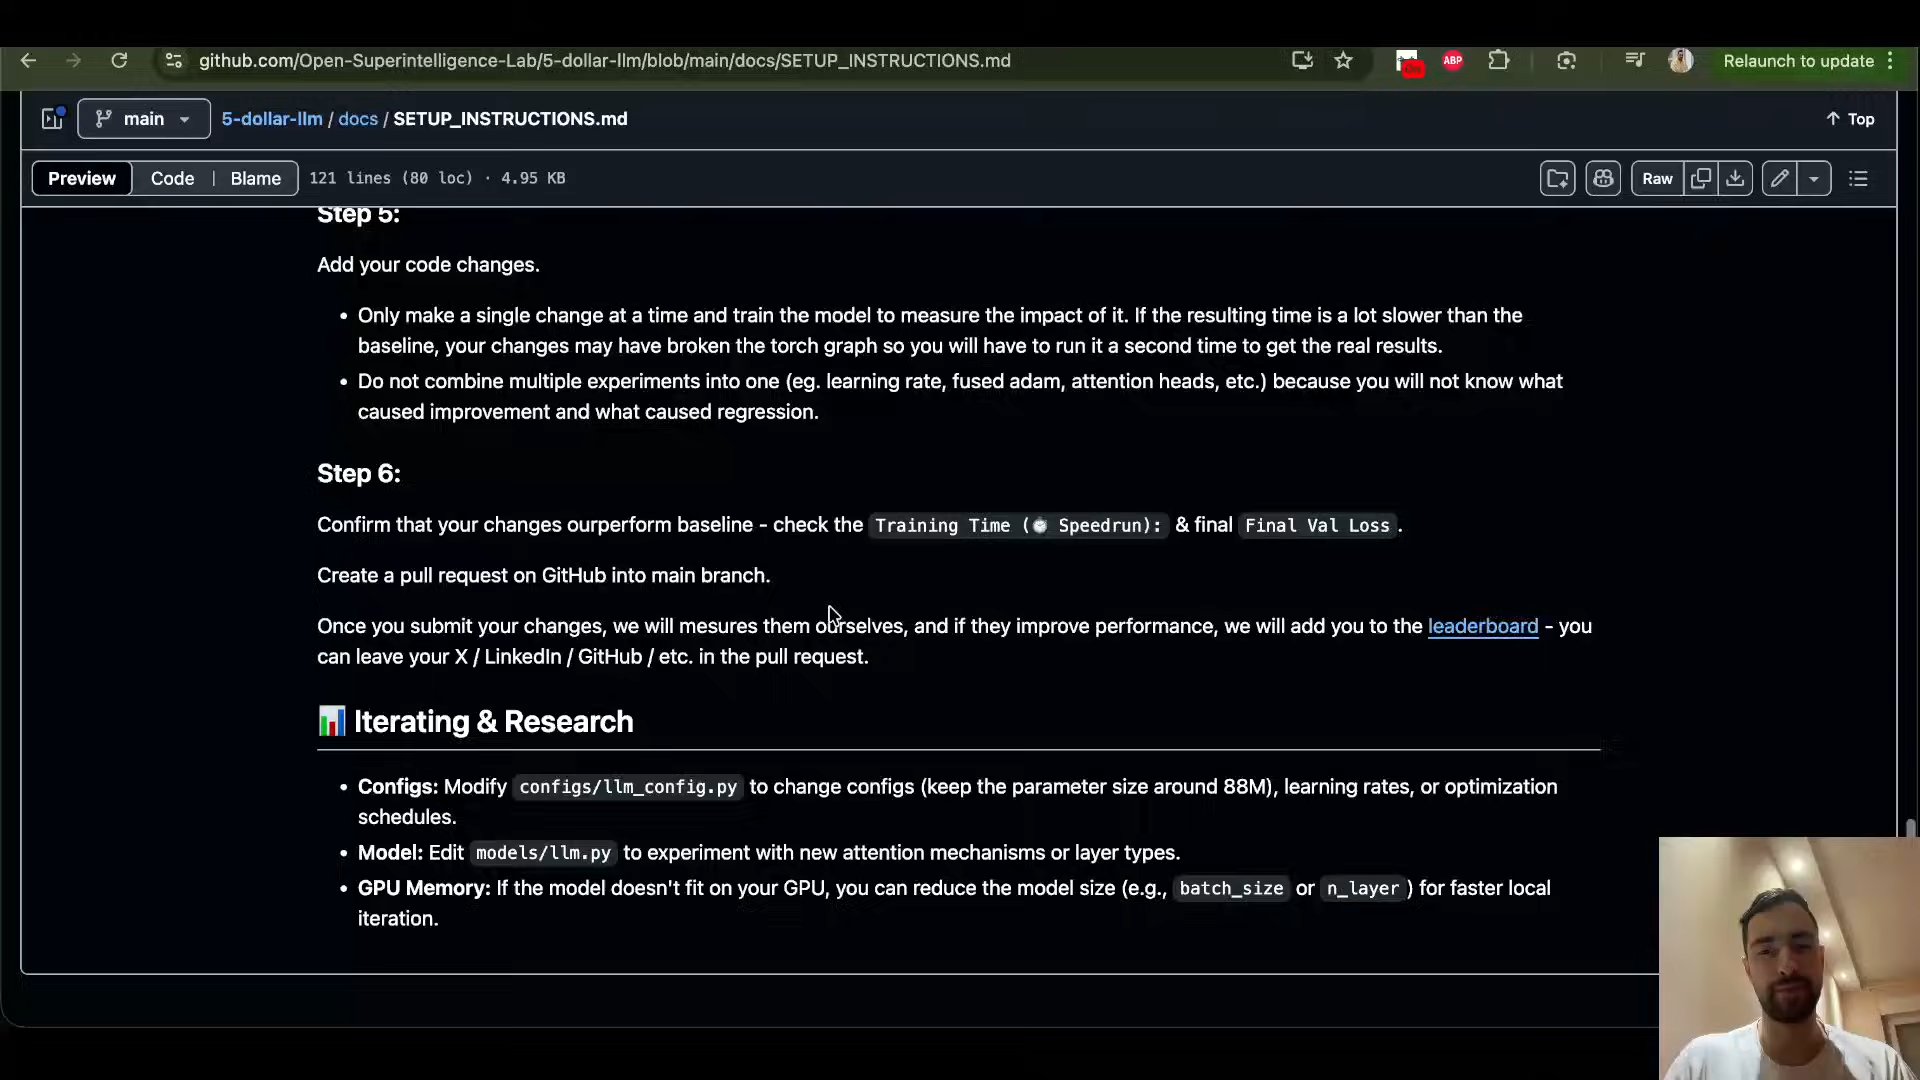 github.com/Open-Superintelligence-Lab/5-dollar-llm/blob/main/docs/SETUP_INSTRUCTIONS.md
ABP
Relaunch to update
main
5-dollar-llm / docs / SETUP_INSTRUCTIONS.md
Top
Preview
Code
Blame
121 lines (80 loc) · 4.95 KB
Raw
Step 5:
Add your code changes.
• Only make a single change at a time and train the model to measure the impact of it. If the resulting time is a lot slower than the
baseline, your changes may have broken the torch graph so you will have to run it a second time to get the real results.
• Do not combine multiple experiments into one (eg. learning rate, fused adam, attention heads, etc.) because you will not know what
caused improvement and what caused regression.
Step 6:
Confirm that your changes ourperform baseline - check the Training Time (⏱ Speedrun): & final Final Val Loss.
Create a pull request on GitHub into main branch.
Once you submit your changes, we will mesures them ourselves, and if they improve performance, we will add you to the leaderboard - you
can leave your X / LinkedIn / GitHub / etc. in the pull request.
📊 Iterating & Research
• Configs: Modify configs/llm_config.py to change configs (keep the parameter size around 88M), learning rates, or optimization
schedules.
• Model: Edit models/llm.py to experiment with new attention mechanisms or layer types.
• GPU Memory: If the model doesn't fit on your GPU, you can reduce the model size (e.g., batch_size or n_layer) for faster local
iteration.